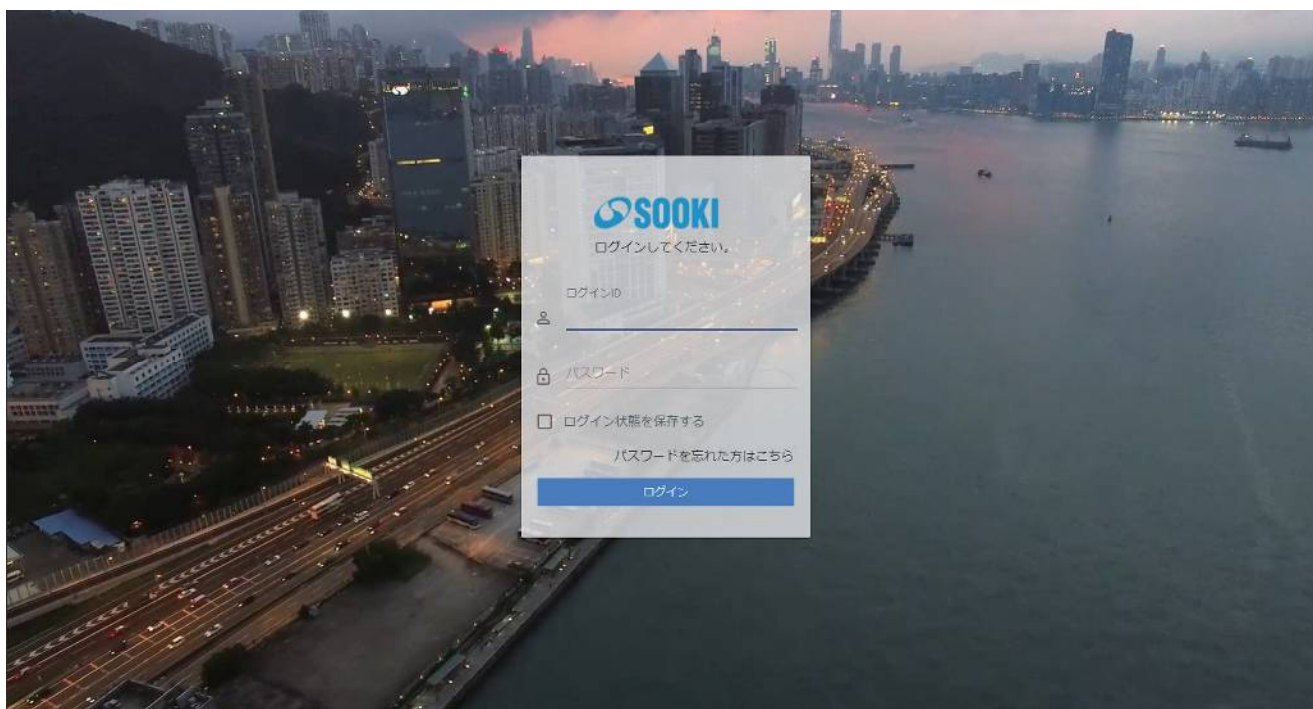 SOOKI
ログインしてください。
ログインID
パスワード
ログイン状態を保存する
パスワードを忘れた方はこちら
ログイン